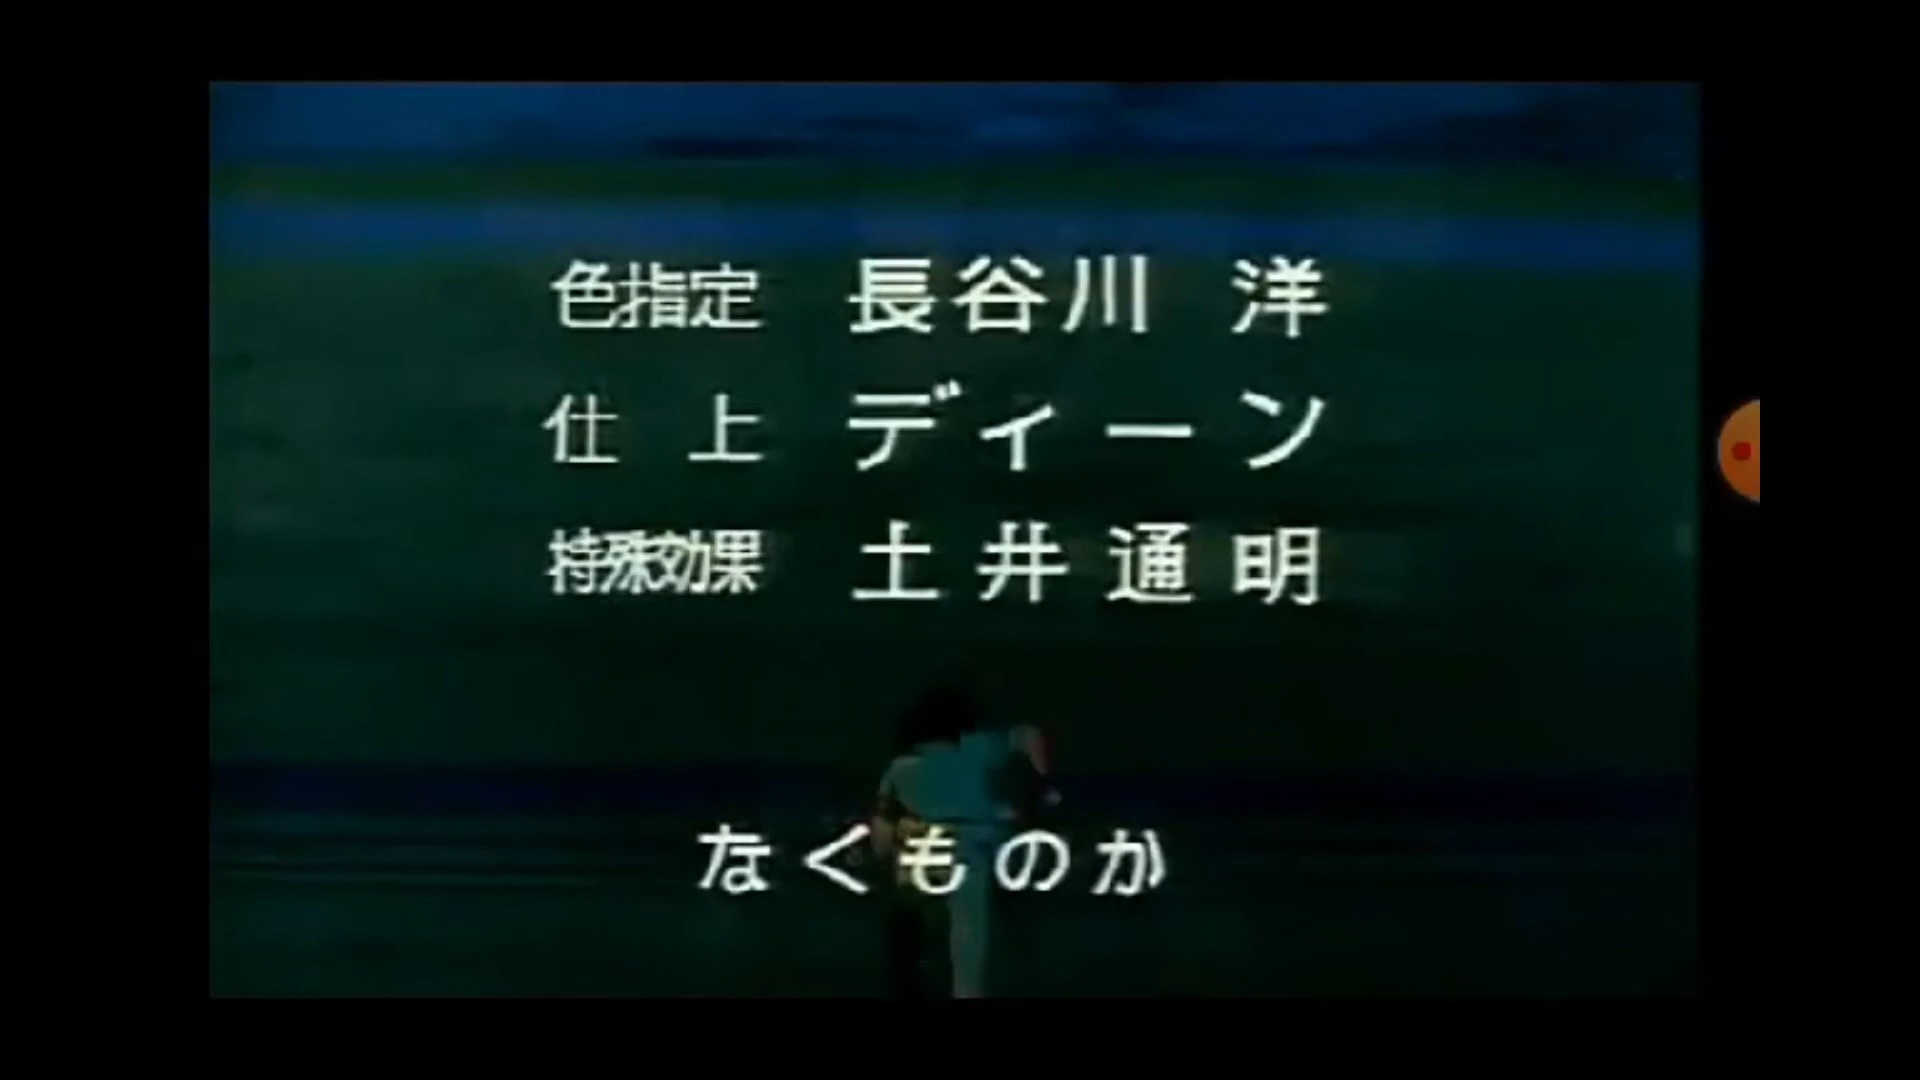 色指定 長谷川 洋
仕上 ディーン
特殊効果 土井通明
なくものか